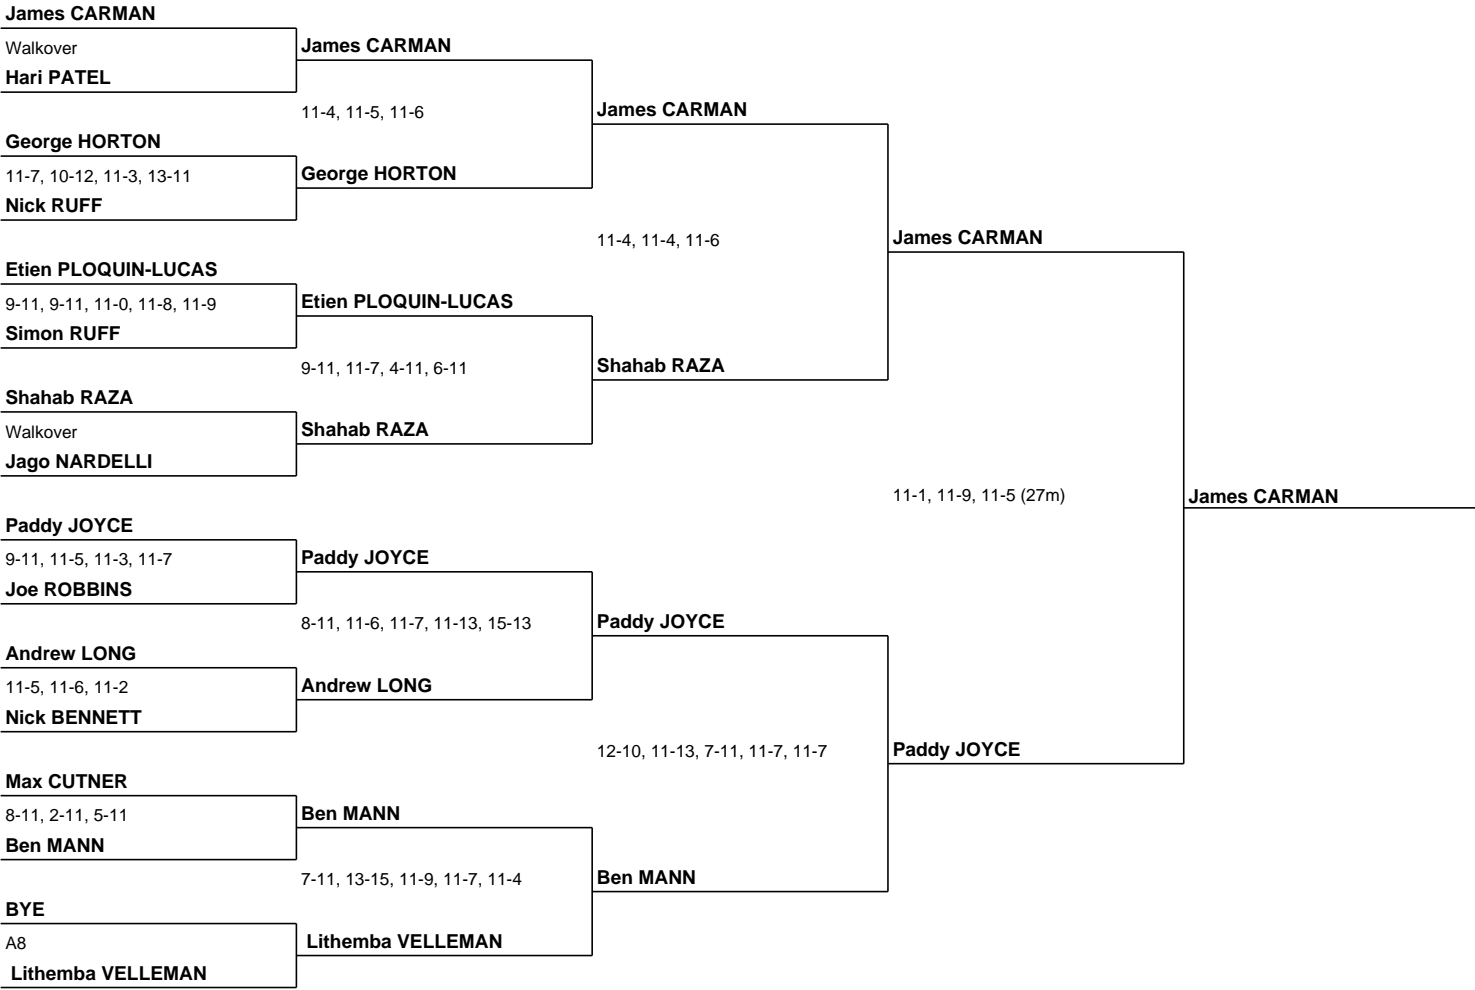 James CARMAN
Walkover
Hari PATEL
George HORTON
11-7, 10-12, 11-3, 13-11
Nick RUFF
Etien PLOQUIN-LUCAS
9-11, 9-11, 11-0, 11-8, 11-9
Simon RUFF
Shahab RAZA
Walkover
Jago NARDELLI
Paddy JOYCE
9-11, 11-5, 11-3, 11-7
Joe ROBBINS
Andrew LONG
11-5, 11-6, 11-2
Nick BENNETT
Max CUTNER
8-11, 2-11, 5-11
Ben MANN
BYE
A8
Lithemba VELLEMAN
James CARMAN
11-4, 11-5, 11-6
George HORTON
Etien PLOQUIN-LUCAS
9-11, 11-7, 4-11, 6-11
Shahab RAZA
Paddy JOYCE
8-11, 11-6, 11-7, 11-13, 15-13
Andrew LONG
Ben MANN
7-11, 13-15, 11-9, 11-7, 11-4
Lithemba VELLEMAN
James CARMAN
11-4, 11-4, 11-6
Shahab RAZA
Paddy JOYCE
12-10, 11-13, 7-11, 11-7, 11-7
Ben MANN
James CARMAN
11-1, 11-9, 11-5 (27m)
Paddy JOYCE
James CARMAN